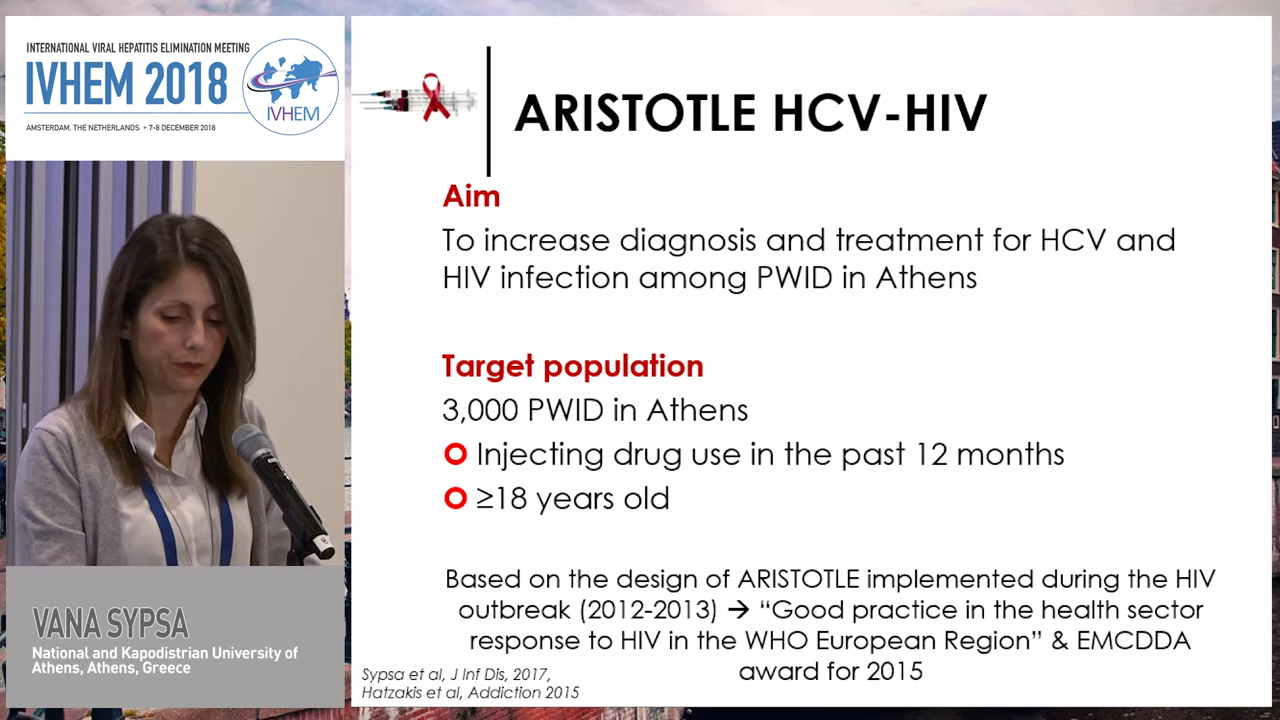 INTERNATIONAL VIRAL HEPATITIS ELIMINATION MEETING
IVHEM 2018
AMSTERDAM, THE NETHERLANDS • 7-8 DECEMBER 2018
IVHEM
ARISTOTLE HCV-HIV
Aim
To increase diagnosis and treatment for HCV and
HIV infection among PWID in Athens
Target population
3,000 PWID in Athens
Injecting drug use in the past 12 months
≥18 years old
Based on the design of ARISTOTLE implemented during the HIV
outbreak (2012-2013) → “Good practice in the health sector
response to HIV in the WHO European Region” & EMCDDA
award for 2015
Sypsa et al, J Inf Dis, 2017,
Hatzakis et al, Addiction 2015
VANA SYPSA
National and Kapodistrian University of
Athens, Athens, Greece